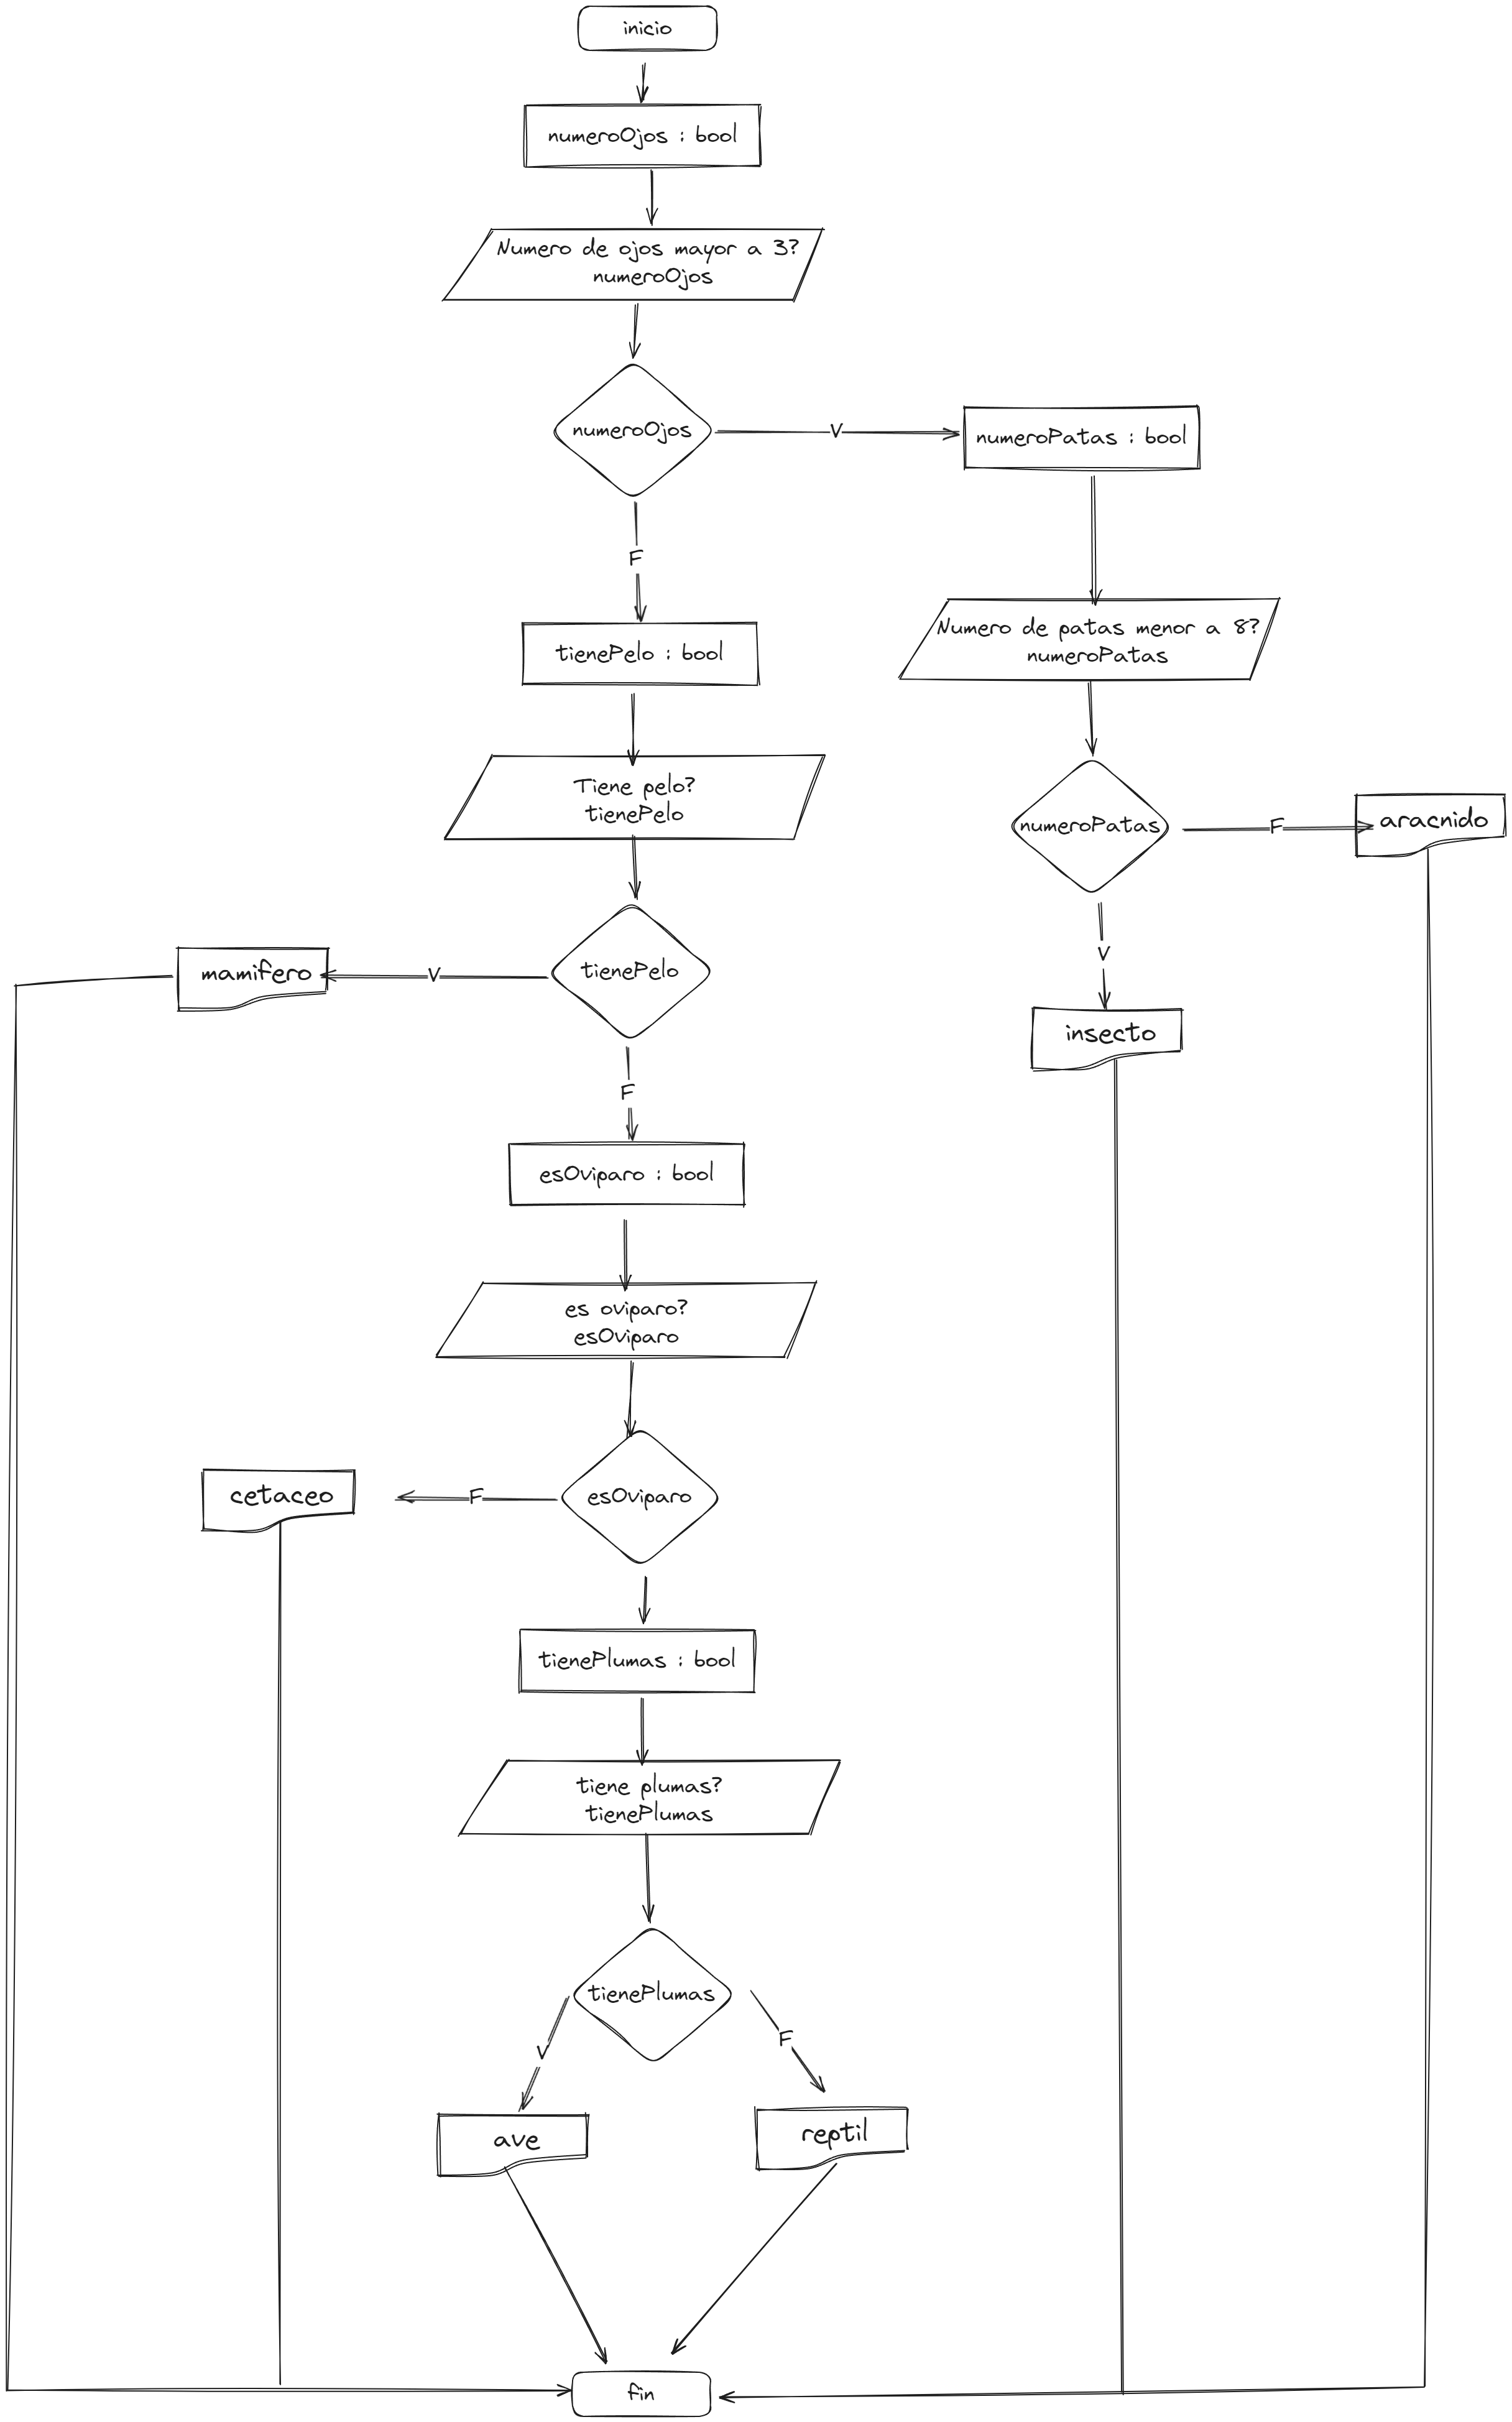 inicio
numeroOjos : bool
Numero de ojos mayor a 3?
numeroOjos
numeroOjos
V
numeroPatas : bool
F
tienePelo : bool
Numero de patas menor a 8?
numeroPatas
Tiene pelo?
tienePelo
numeroPatas
F
aracnido
mamifero
V
tienePelo
V
insecto
F
esOviparo : bool
es oviparo?
esOviparo
cetaceo
F
esOviparo
tienePlumas : bool
tiene plumas?
tienePlumas
tienePlumas
V
F
ave
reptil
fin